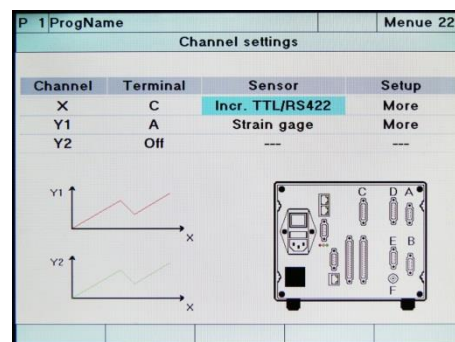 P 1 ProgName Menue 22
Channel settings
Channel Terminal Sensor Setup
X C Incr. TTL/RS422 More
Y1 A Strain gage More
Y2 Off --- ---
Y1
X
Y2
X
C D A
E B
F